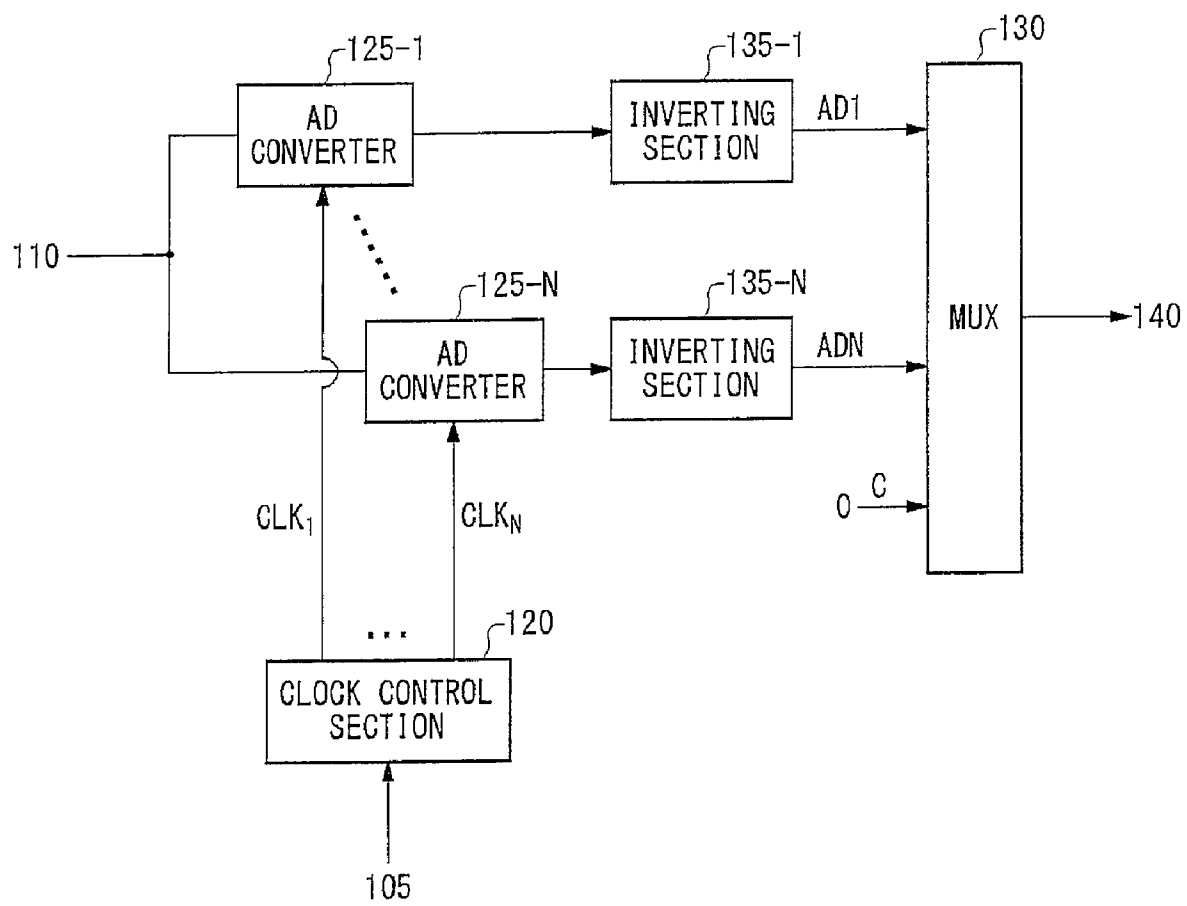 125-1
135-1
130
AD
CONVERTER
INVERTING
SECTION
AD1
110
125-N
135-N
AD
CONVERTER
INVERTING
SECTION
ADN
MUX
140
0
C
CLK1
CLKN
120
CLOCK CONTROL
SECTION
105